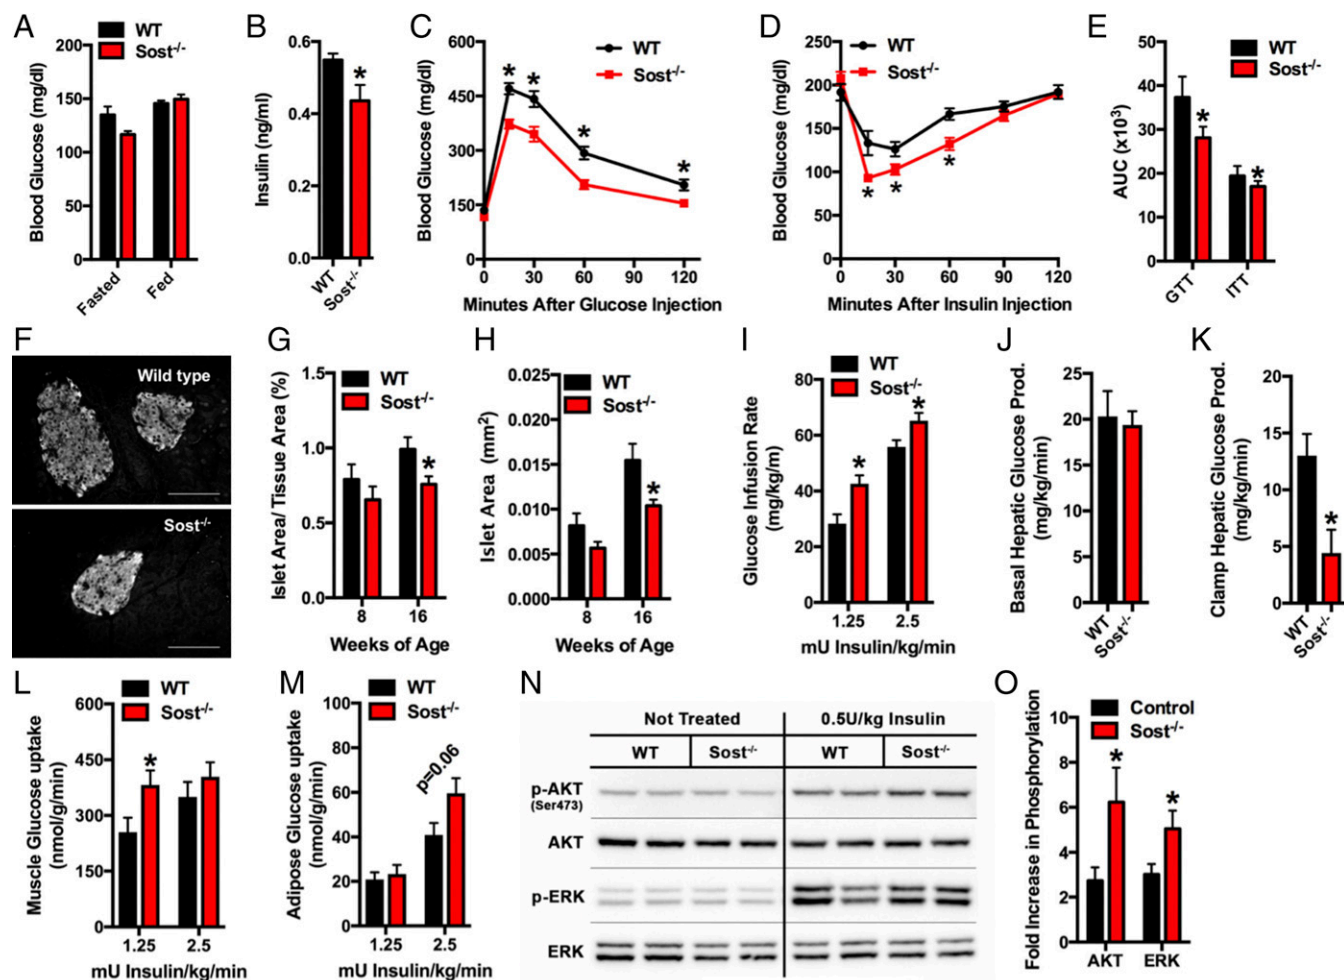 A
WT
Sost-/-
Blood Glucose (mg/dl)
200
150
100
50
0
Fasted
Fed
B
Insulin (ng/ml)
0.6
0.4
0.2
0.0
*
WT
Sost-/-
C
Blood Glucose (mg/dl)
600
450
300
150
0
WT
Sost-/-
* * * *
0 30 60 90 120
Minutes After Glucose Injection
D
Blood Glucose (mg/dl)
250
200
150
100
50
0
WT
Sost-/-
* * *
0 30 60 90 120
Minutes After Insulin Injection
E
WT
Sost-/-
AUC (x10³)
50
40
30
20
10
0
* *
GTT
ITT
F
Wild type
Sost-/-
G
WT
Sost-/-
Islet Area/ Tissue Area (%)
1.5
1.0
0.5
0.0
*
8 16
Weeks of Age
H
WT
Sost-/-
Islet Area (mm²)
0.025
0.020
0.015
0.010
0.005
0.000
*
8 16
Weeks of Age
I
WT
Sost-/-
Glucose Infusion Rate
(mg/kg/m)
80
60
40
20
0
* *
1.25 2.5
mU Insulin/kg/min
J
Basal Hepatic Glucose Prod.
(mg/kg/min)
25
20
15
10
5
0
WT
Sost-/-
K
Clamp Hepatic Glucose Prod.
(mg/kg/min)
20
15
10
5
0
*
WT
Sost-/-
L
WT
Sost-/-
Muscle Glucose uptake
(nmol/g/min)
600
450
300
150
0
*
1.25 2.5
mU Insulin/kg/min
M
WT
Sost-/-
Adipose Glucose uptake
(nmol/g/min)
100
80
60
40
20
0
p=0.06
1.25 2.5
mU Insulin/kg/min
N
Not Treated 0.5U/kg Insulin
WT Sost-/- WT Sost-/-
p-AKT
(Ser473)
AKT
p-ERK
ERK
O
Control
Sost-/-
Fold Increase in Phosphorylation
10
8
6
4
2
0
* *
AKT ERK